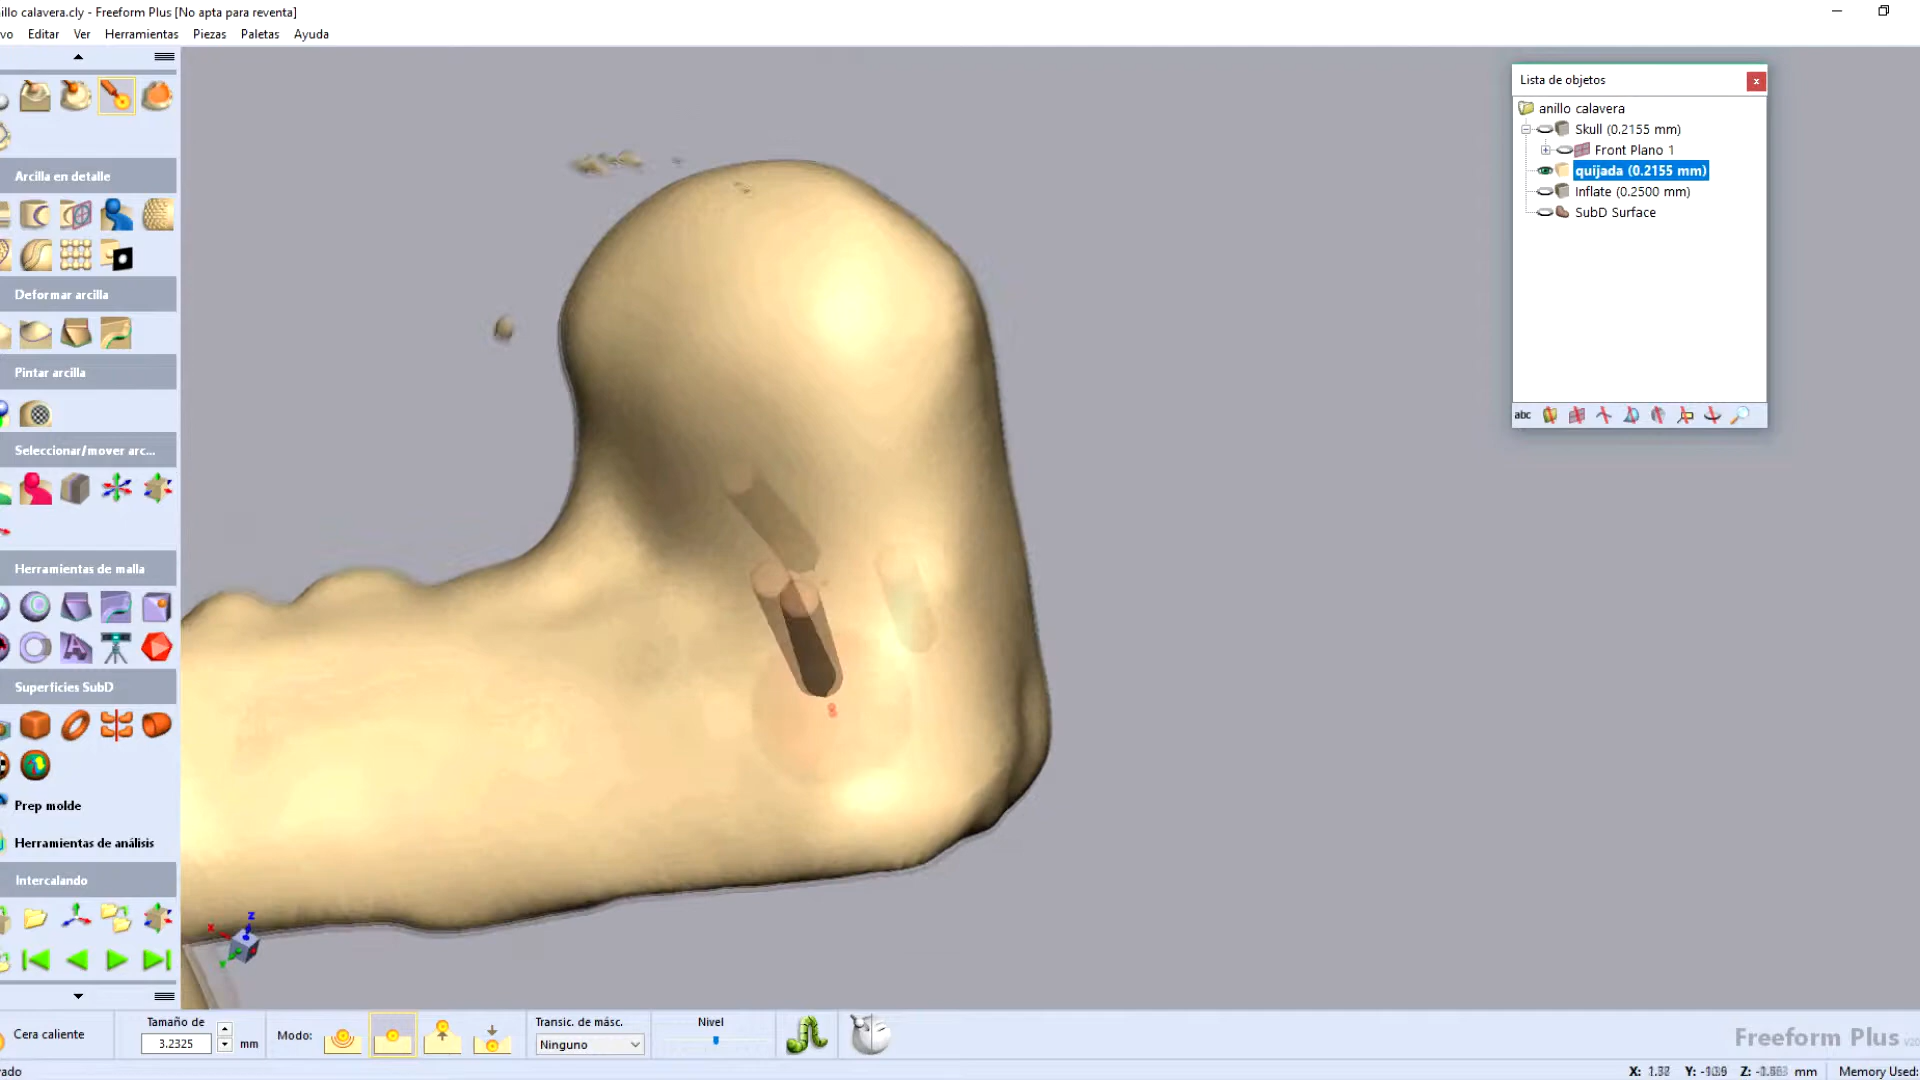 illo calavera.cly - Freeform Plus [No apta para reventa]
vo Editar Ver Herramientas Piezas Paletas Ayuda
Lista de objetos
anillo calavera
Skull (0.2155 mm)
Front Plano 1
quijada (0.2155 mm)
Inflate (0.2500 mm)
SubD Surface
abc
Arcilla en detalle
Deformar arcilla
Pintar arcilla
Seleccionar/mover arc...
Herramientas de malla
Superficies SubD
Prep molde
Herramientas de análisis
Intercalando
x
z
y
Cera caliente
Tamaño de
3.2325 mm
Modo:
Transic. de másc.
Ninguno
Nivel
Freeform Plus
ado
X: Y: Z: mm
Memory Used: